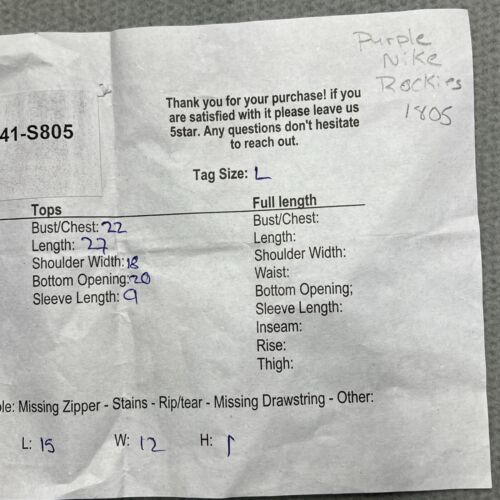 Purple
Nike
Rockies
1805
41-S805
Thank you for your purchase! if you
are satisfied with it please leave us
5star. Any questions don't hesitate
to reach out.
Tag Size: L
Tops
Bust/Chest: 22
Length: 27
Shoulder Width: 18
Bottom Opening: 20
Sleeve Length: 9
Full length
Bust/Chest:
Length:
Shoulder Width:
Waist:
Bottom Opening;
Sleeve Length:
Inseam:
Rise:
Thigh:
Missing Zipper - Stains - Rip/tear - Missing Drawstring - Other:
L: 15 W: 12 H: 1